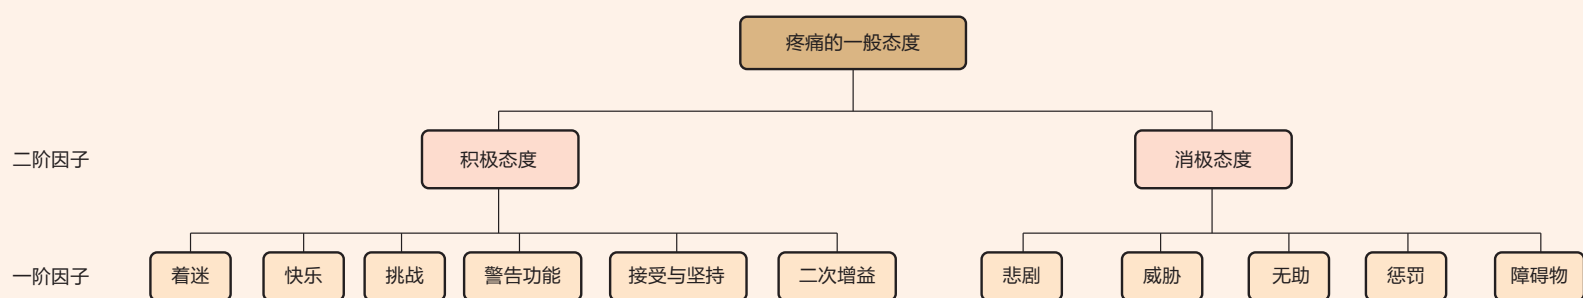 疼痛的一般态度
二阶因子
积极态度
消极态度
一阶因子
着迷
快乐
挑战
警告功能
接受与坚持
二次增益
悲剧
威胁
无助
惩罚
障碍物